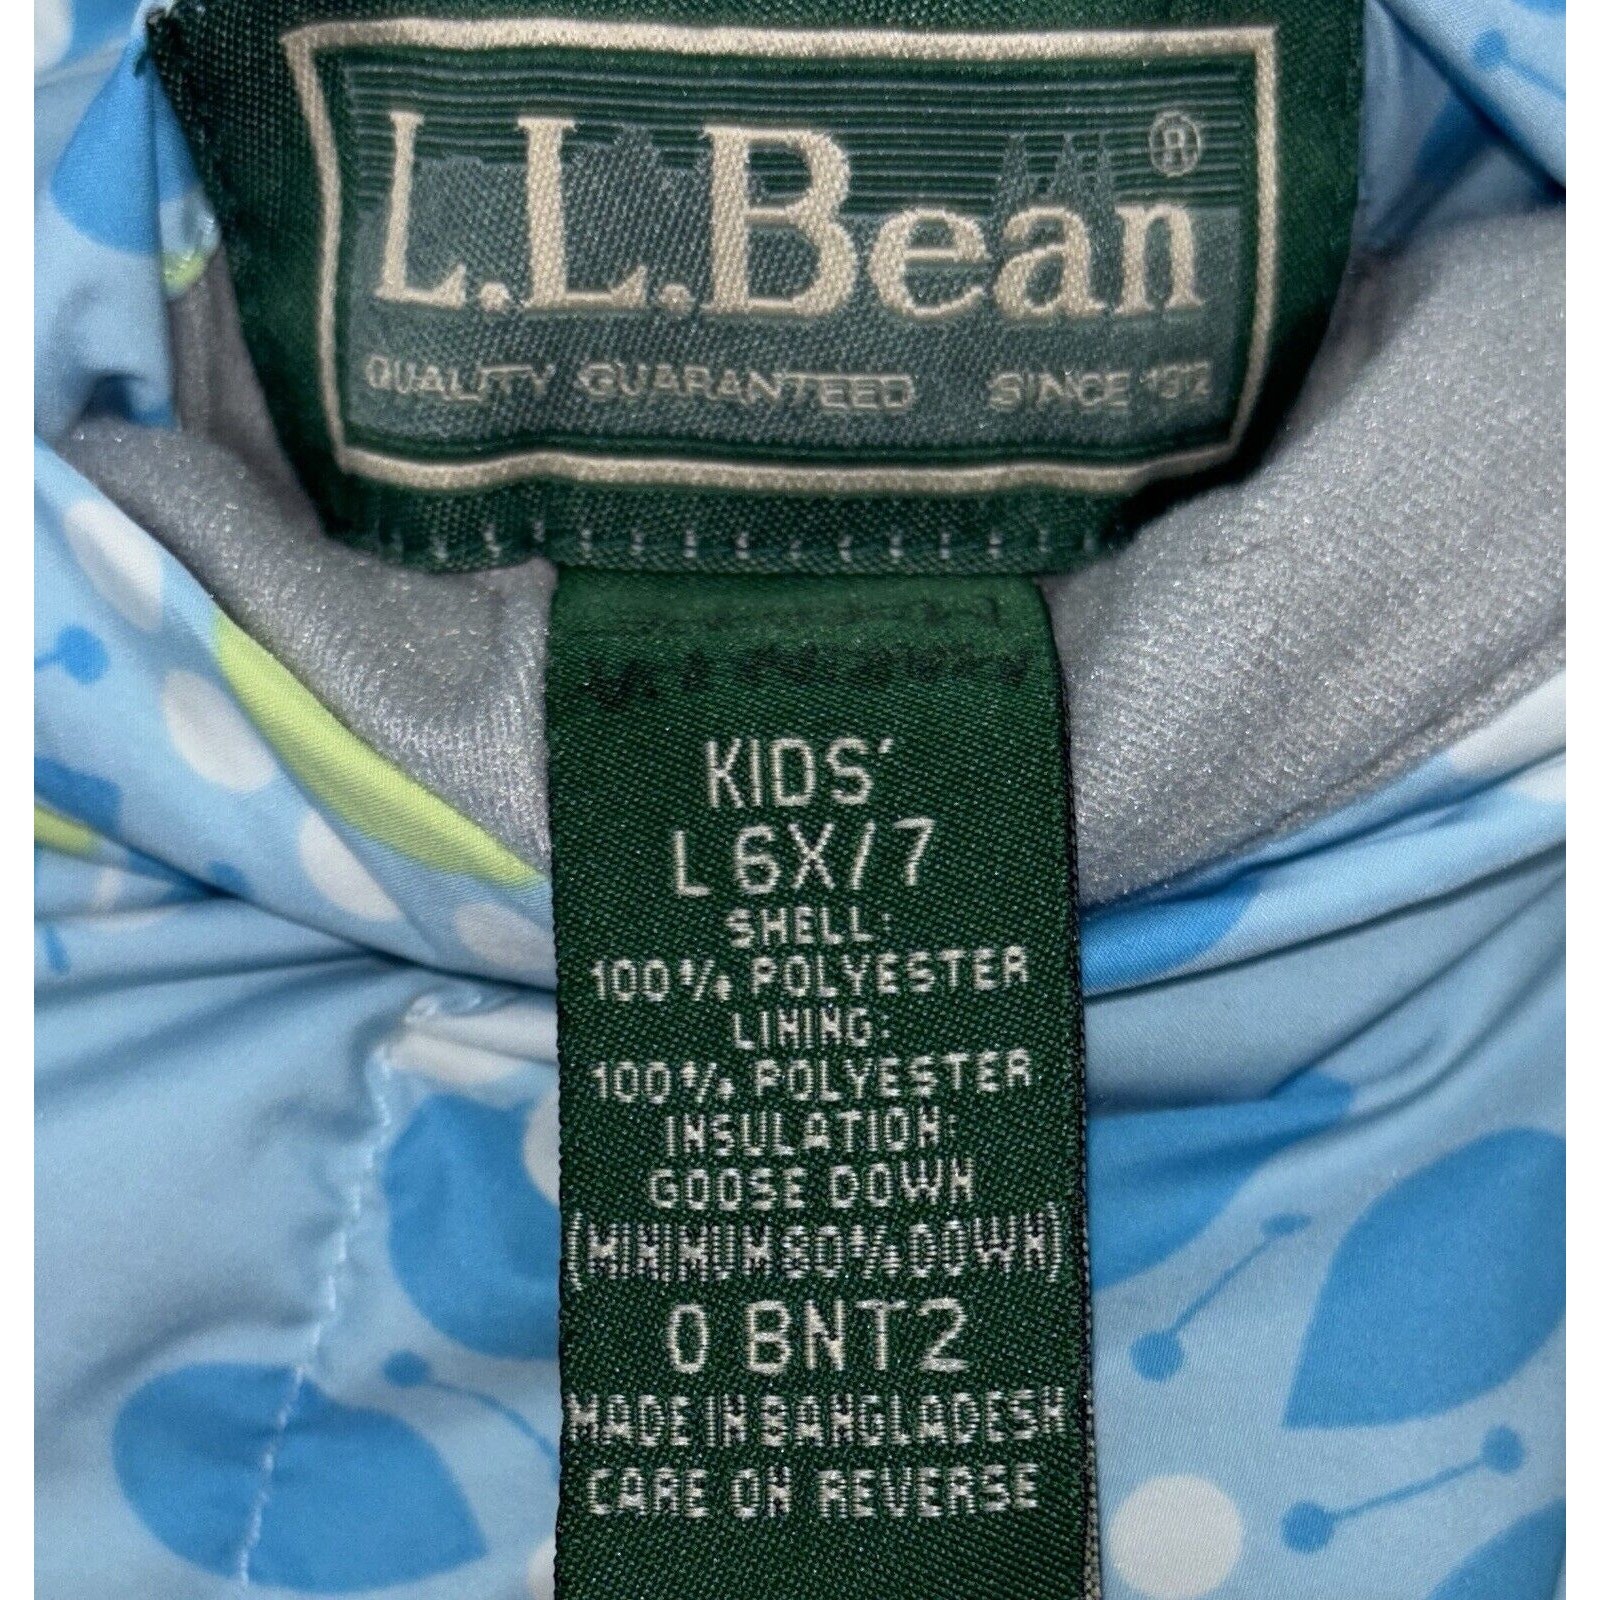 L.L.Bean®
QUALITY GUARANTEED SINCE 1912
KIDS'
L 6X/7
SHELL:
100% POLYESTER
LINING:
100% POLYESTER
INSULATION:
GOOSE DOWN
(MINIMUM 80% DOWN)
0 BNT2
MADE IN BANGLADESH
CARE ON REVERSE